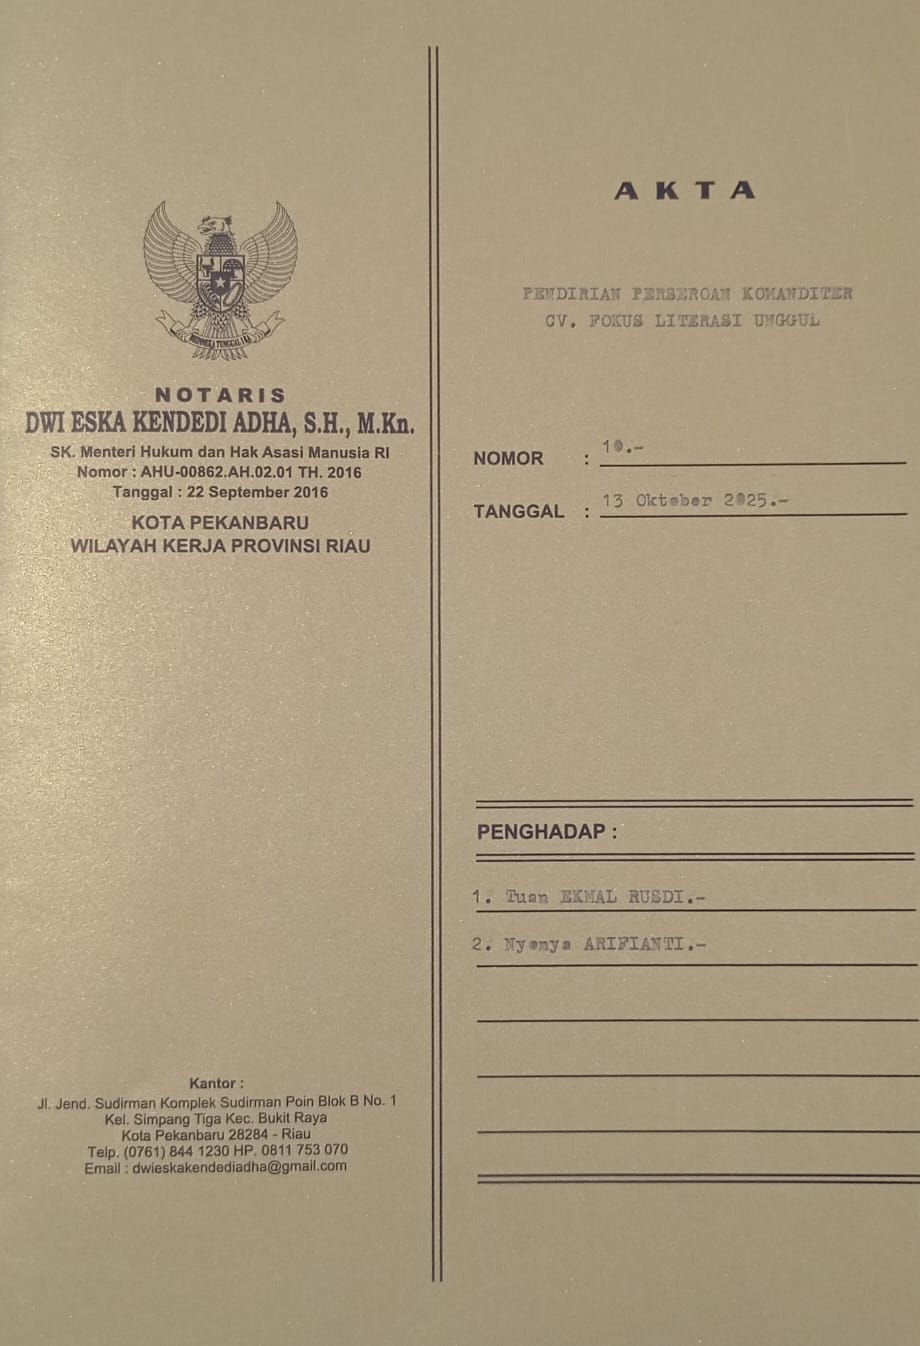 BHINNEKA TUNGGAL IKA
NOTARIS
DWI ESKA KENDEDI ADHA, S.H., M.Kn.
SK. Menteri Hukum dan Hak Asasi Manusia RI
Nomor : AHU-00862.AH.02.01 TH. 2016
Tanggal : 22 September 2016
KOTA PEKANBARU
WILAYAH KERJA PROVINSI RIAU
Kantor :
Jl. Jend. Sudirman Komplek Sudirman Poin Blok B No. 1
Kel. Simpang Tiga Kec. Bukit Raya
Kota Pekanbaru 28284 - Riau
Telp. (0761) 844 1230 HP. 0811 753 070
Email : dwieskakendediadha@gmail.com
AKTA
PENDIRIAN PERSEROAN KOMANDITER
CV. FOKUS LITERASI UNGGUL
NOMOR : 10.-
TANGGAL : 13 Oktober 2025.-
PENGHADAP :
1. Tuan EKMAL RUSDI.-
2. Nyonya ARIFIANTI.-